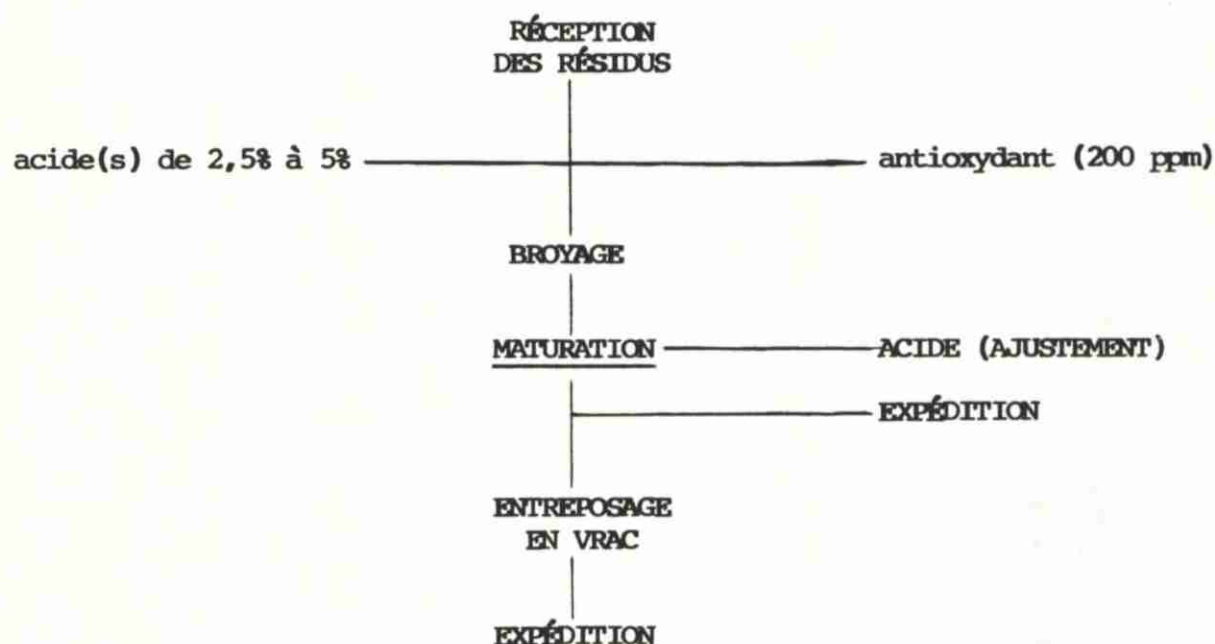 RÉCEPTION
DES RÉSIDUS
acide(s) de 2,5% à 5%
antioxydant (200 ppm)
BROYAGE
MATURATION
ACIDE (AJUSTEMENT)
EXPÉDITION
ENTREPOSAGE
EN VRAC
EXPÉDITION